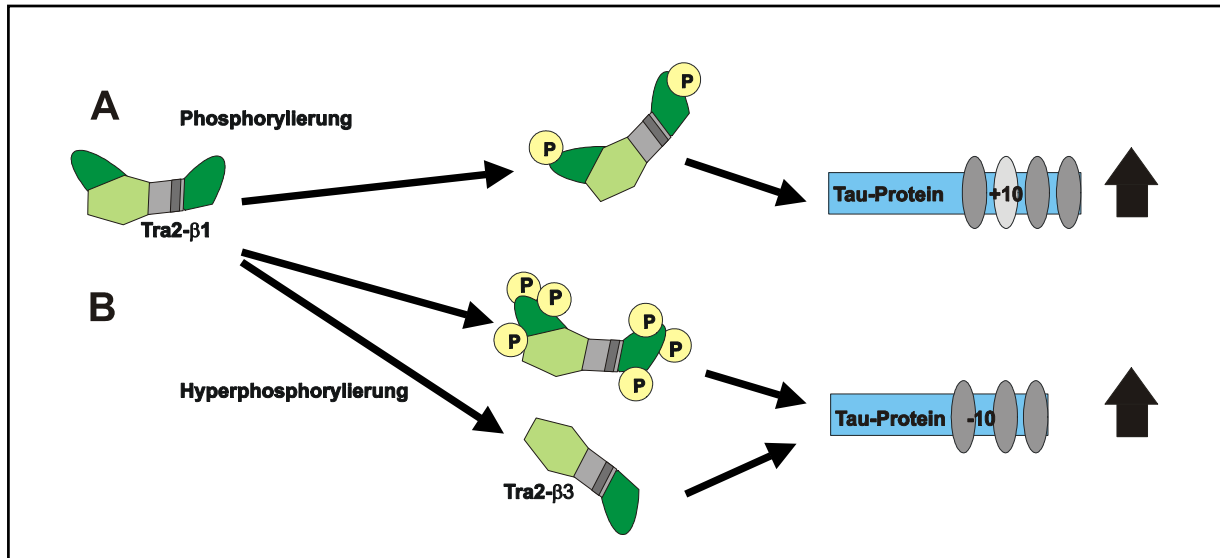 A
Phosphorylierung
P
P
Tra2-β1
Tau-Protein
+10
B
P
P
P
P
P
P
Hyperphosphorylierung
Tau-Protein
-10
Tra2-β3